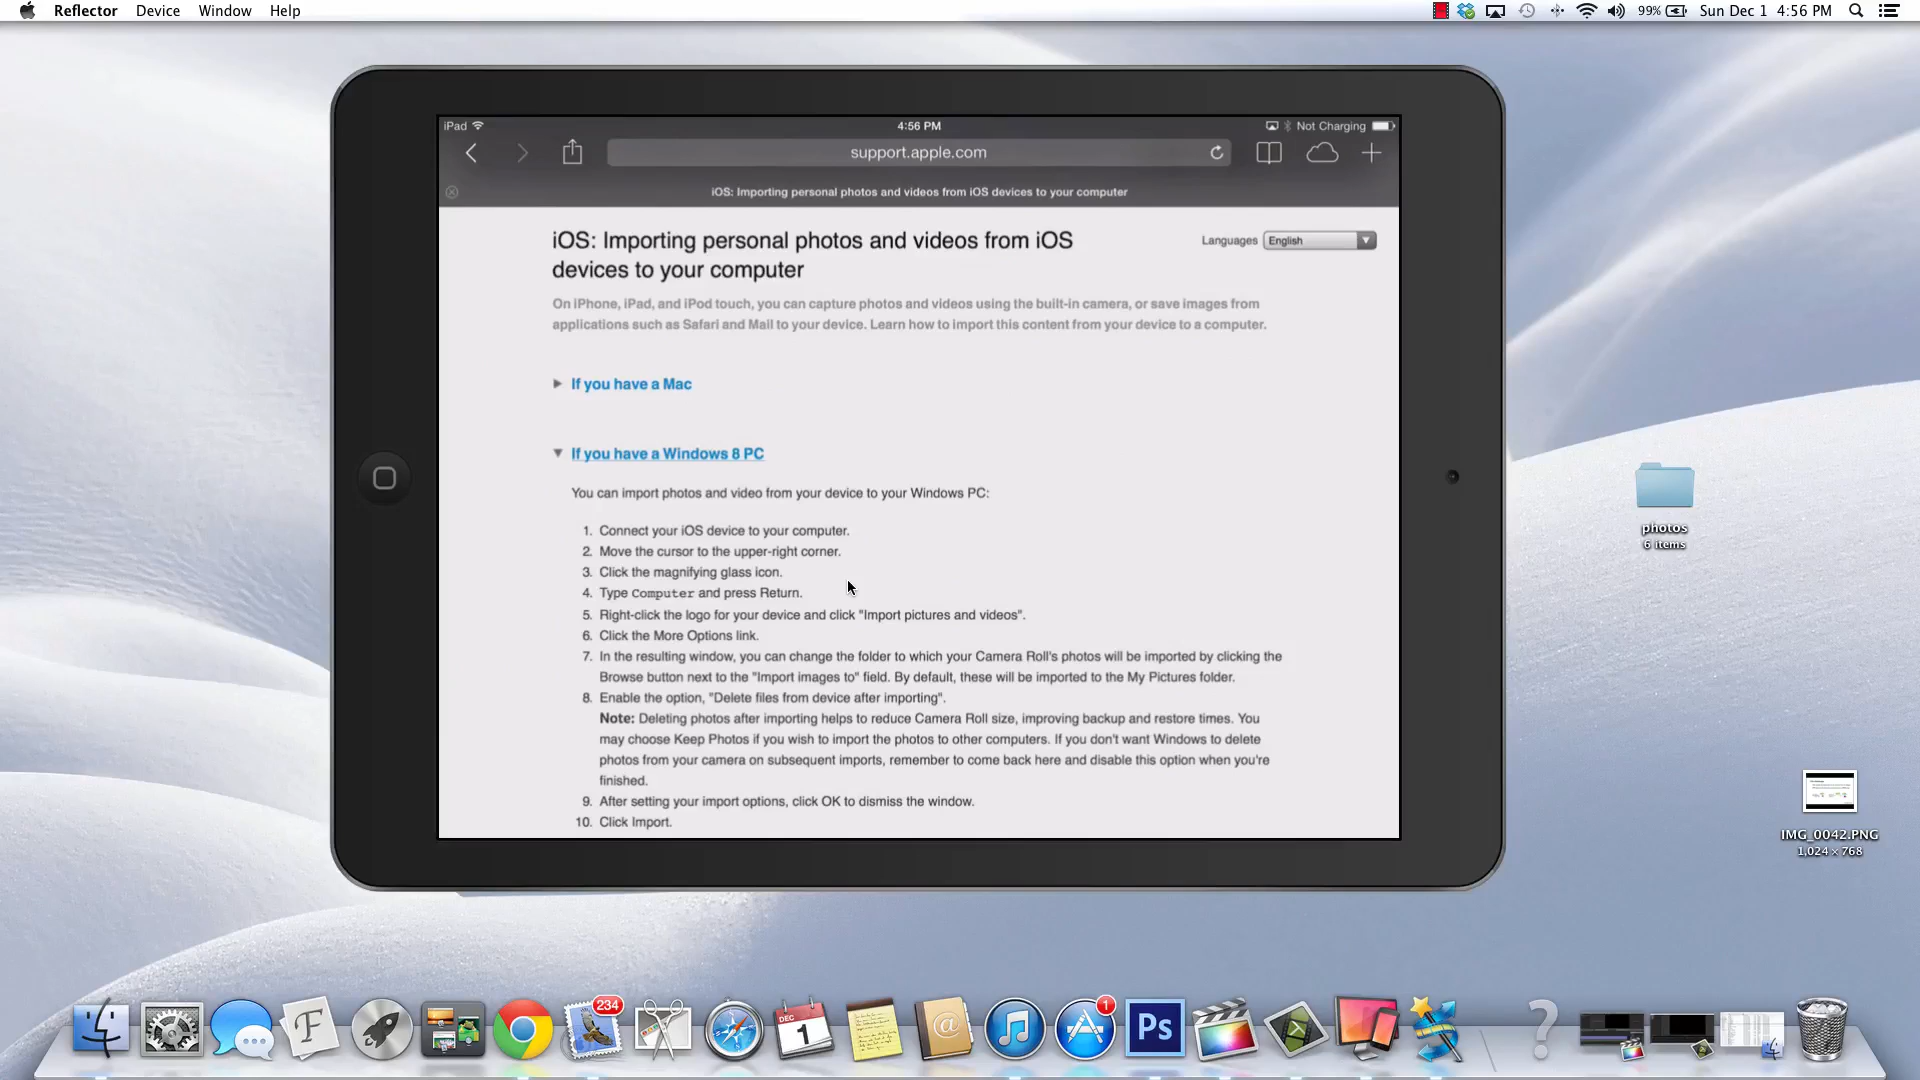 Reflector Device Window Help 99% Sun Dec 1 4:56 PM
iPad 4:56 PM Not Charging
support.apple.com
iOS: Importing personal photos and videos from iOS devices to your computer
iOS: Importing personal photos and videos from iOS
devices to your computer
Languages English
On iPhone, iPad, and iPod touch, you can capture photos and videos using the built-in camera, or save images from
applications such as Safari and Mail to your device. Learn how to import this content from your device to a computer.
If you have a Mac
If you have a Windows 8 PC
You can import photos and video from your device to your Windows PC:
1. Connect your iOS device to your computer.
2. Move the cursor to the upper-right corner.
3. Click the magnifying glass icon.
4. Type Computer and press Return.
5. Right-click the logo for your device and click "Import pictures and videos".
6. Click the More Options link.
7. In the resulting window, you can change the folder to which your Camera Roll's photos will be imported by clicking the
Browse button next to the "Import images to" field. By default, these will be imported to the My Pictures folder.
8. Enable the option, "Delete files from device after importing".
Note: Deleting photos after importing helps to reduce Camera Roll size, improving backup and restore times. You
may choose Keep Photos if you wish to import the photos to other computers. If you don't want Windows to delete
photos from your camera on subsequent imports, remember to come back here and disable this option when you're
finished.
9. After setting your import options, click OK to dismiss the window.
10. Click Import.
photos
6 items
IMG_0042.PNG
1,024 × 768
234
DEC
1
@
1
Ps
?